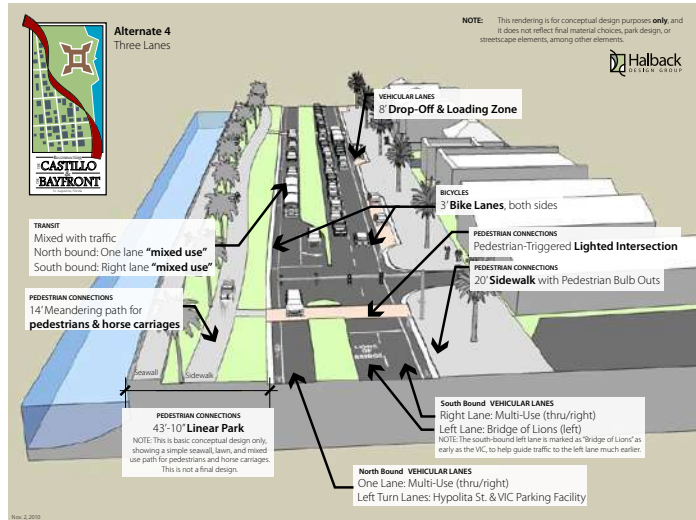 Alternate 4
Three Lanes
NOTE: This rendering is for conceptual design purposes only, and
it does not reflect final material choices, park design, or
streetscape elements, among other elements.
Halback
DESIGN GROUP
THE
CASTILLO
&
BAYFRONT
VEHICULAR LANES
8' Drop-Off & Loading Zone
BICYCLES
3' Bike Lanes, both sides
TRANSIT
Mixed with traffic
North bound: One lane "mixed use"
South bound: Right lane "mixed use"
PEDESTRIAN CONNECTIONS
Pedestrian-Triggered Lighted Intersection
PEDESTRIAN CONNECTIONS
20' Sidewalk with Pedestrian Bulb Outs
PEDESTRIAN CONNECTIONS
14' Meandering path for
pedestrians & horse carriages
LIONS
BRIDGE
Seawall
Sidewalk
PEDESTRIAN CONNECTIONS
43'-10" Linear Park
NOTE: This is basic conceptual design only,
showing a simple seawall, lawn, and mixed
use path for pedestrians and horse carriages.
This is not a final design.
South Bound VEHICULAR LANES
Right Lane: Multi-Use (thru/right)
Left Lane: Bridge of Lions (left)
NOTE: The south-bound left lane is marked as "Bridge of Lions" as
early as the VIC, to help guide traffic to the left lane much earlier.
North Bound VEHICULAR LANES
One Lane: Multi-Use (thru/right)
Left Turn Lanes: Hypolita St. & VIC Parking Facility
Nov. 2, 2010